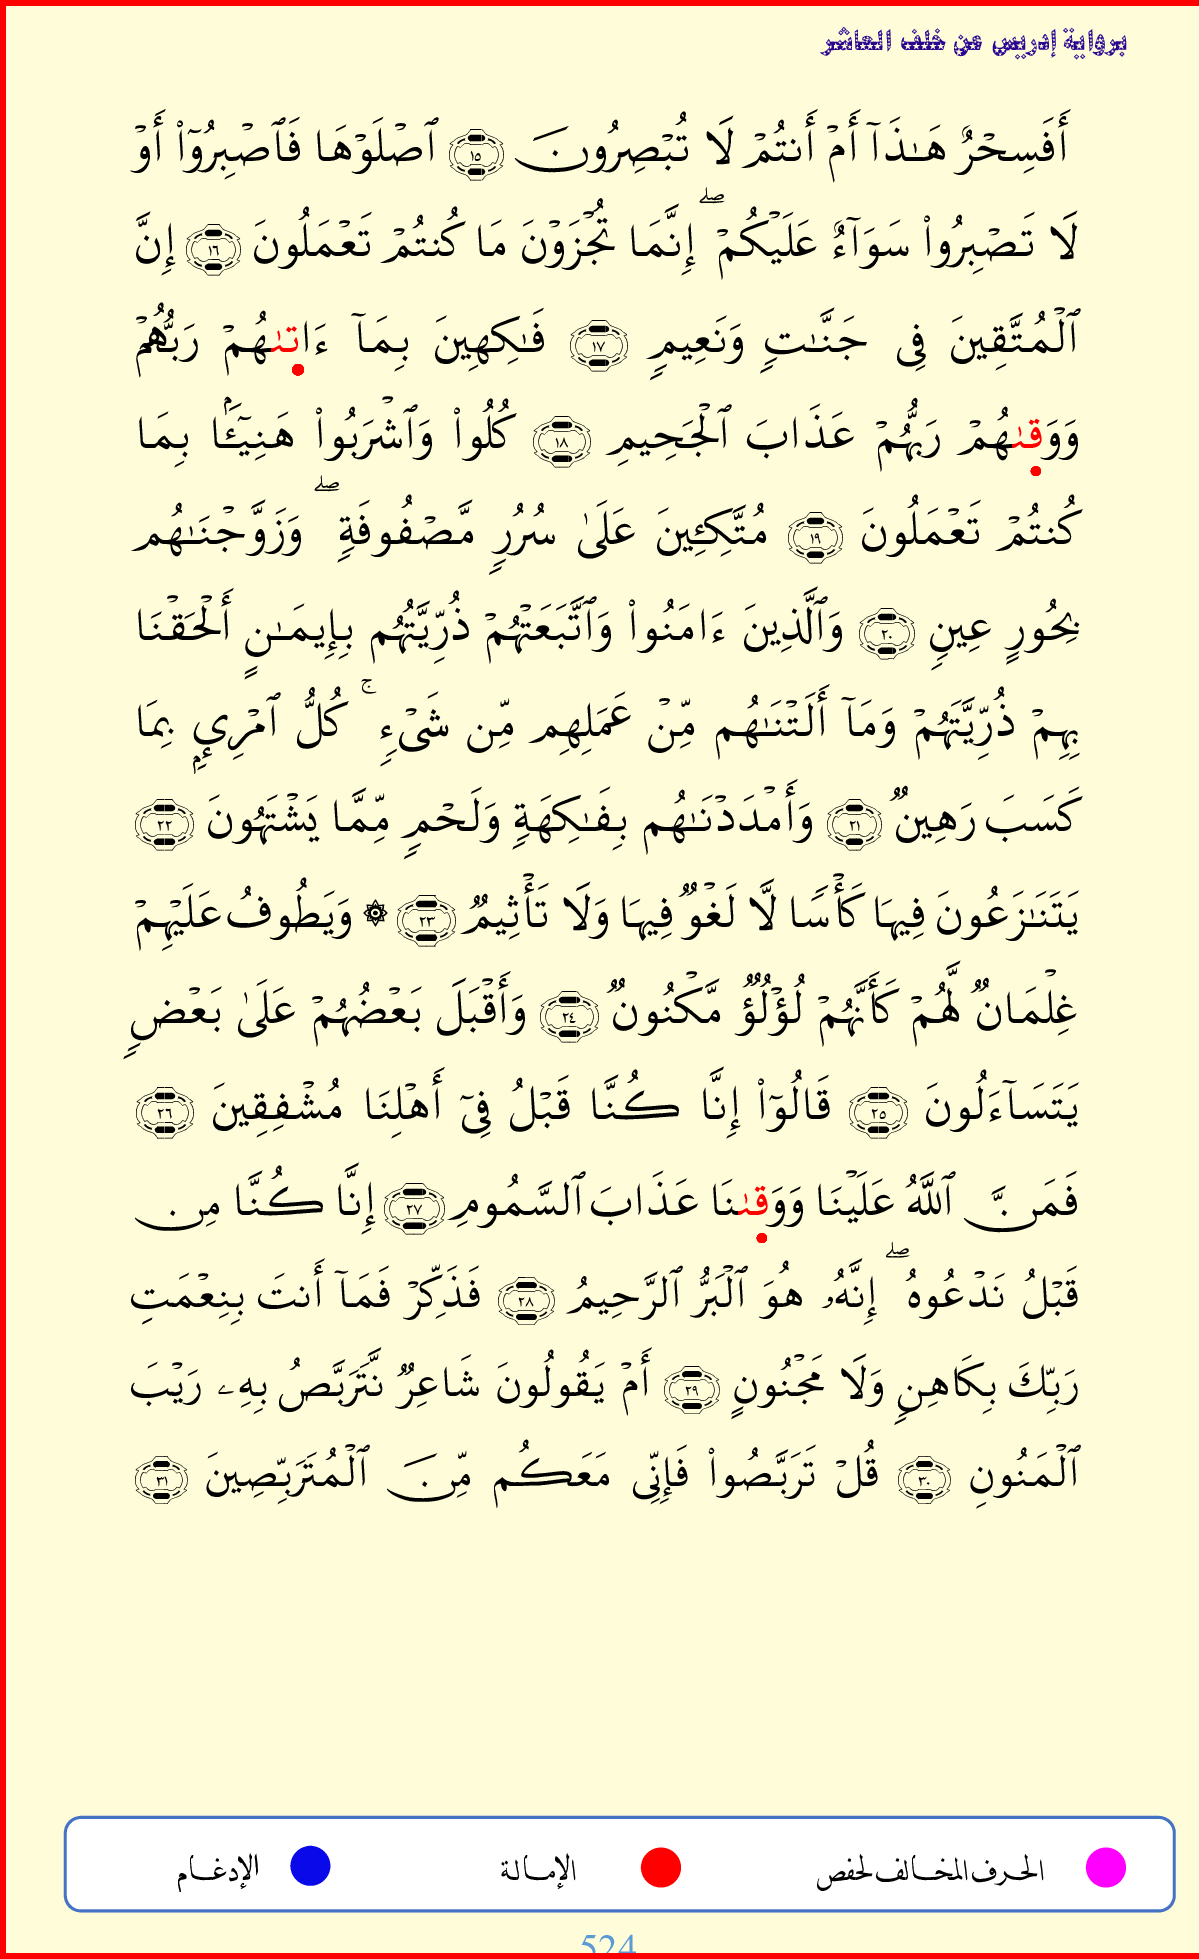 برواية إدريس عن خلف العاشر
أَفَسِحْرٌ هَٰذَآ أَمْ أَنتُمْ لَا تُبْصِرُونَ ١٥ ٱصْلَوْهَا فَٱصْبِرُوٓا۟ أَوْ
لَا تَصْبِرُوا۟ سَوَآءٌ عَلَيْكُمْ ۖ إِنَّمَا تُجْزَوْنَ مَا كُنتُمْ تَعْمَلُونَ ١٦ إِنَّ
ٱلْمُتَّقِينَ فِى جَنَّٰتٍ وَنَعِيمٍ ١٧ فَٰكِهِينَ بِمَآ ءَاتَىٰهُمْ رَبُّهُمْ
وَوَقَىٰهُمْ رَبُّهُمْ عَذَابَ ٱلْجَحِيمِ ١٨ كُلُوا۟ وَٱشْرَبُوا۟ هَنِيٓـًٔۢا بِمَا
كُنتُمْ تَعْمَلُونَ ١٩ مُتَّكِـِٔينَ عَلَىٰ سُرُرٍ مَّصْفُوفَةٍ ۖ وَزَوَّجْنَٰهُم
بِحُورٍ عِينٍ ٢٠ وَٱلَّذِينَ ءَامَنُوا۟ وَٱتَّبَعَتْهُمْ ذُرِّيَّتُهُم بِإِيمَٰنٍ أَلْحَقْنَا
بِهِمْ ذُرِّيَّتَهُمْ وَمَآ أَلَتْنَٰهُم مِّنْ عَمَلِهِم مِّن شَىْءٍ ۚ كُلُّ ٱمْرِئٍۭ بِمَا
كَسَبَ رَهِينٌ ٢١ وَأَمْدَدْنَٰهُم بِفَٰكِهَةٍ وَلَحْمٍ مِّمَّا يَشْتَهُونَ ٢٢
يَتَنَٰزَعُونَ فِيهَا كَأْسًا لَّا لَغْوٌ فِيهَا وَلَا تَأْثِيمٌ ٢٣ ۞ وَيَطُوفُ عَلَيْهِمْ
غِلْمَانٌ لَّهُمْ كَأَنَّهُمْ لُؤْلُؤٌ مَّكْنُونٌ ٢٤ وَأَقْبَلَ بَعْضُهُمْ عَلَىٰ بَعْضٍ
يَتَسَآءَلُونَ ٢٥ قَالُوٓا۟ إِنَّا كُنَّا قَبْلُ فِىٓ أَهْلِنَا مُشْفِقِينَ ٢٦
فَمَنَّ ٱللَّهُ عَلَيْنَا وَوَقَىٰنَا عَذَابَ ٱلسَّمُومِ ٢٧ إِنَّا كُنَّا مِن
قَبْلُ نَدْعُوهُ ۖ إِنَّهُۥ هُوَ ٱلْبَرُّ ٱلرَّحِيمُ ٢٨ فَذَكِّرْ فَمَآ أَنتَ بِنِعْمَتِ
رَبِّكَ بِكَاهِنٍ وَلَا مَجْنُونٍ ٢٩ أَمْ يَقُولُونَ شَاعِرٌ نَّتَرَبَّصُ بِهِۦ رَيْبَ
ٱلْمَنُونِ ٣٠ قُلْ تَرَبَّصُوا۟ فَإِنِّى مَعَكُم مِّنَ ٱلْمُتَرَبِّصِينَ ٣١
الحرف المخالف لحفص الإمالة الإدغام
524